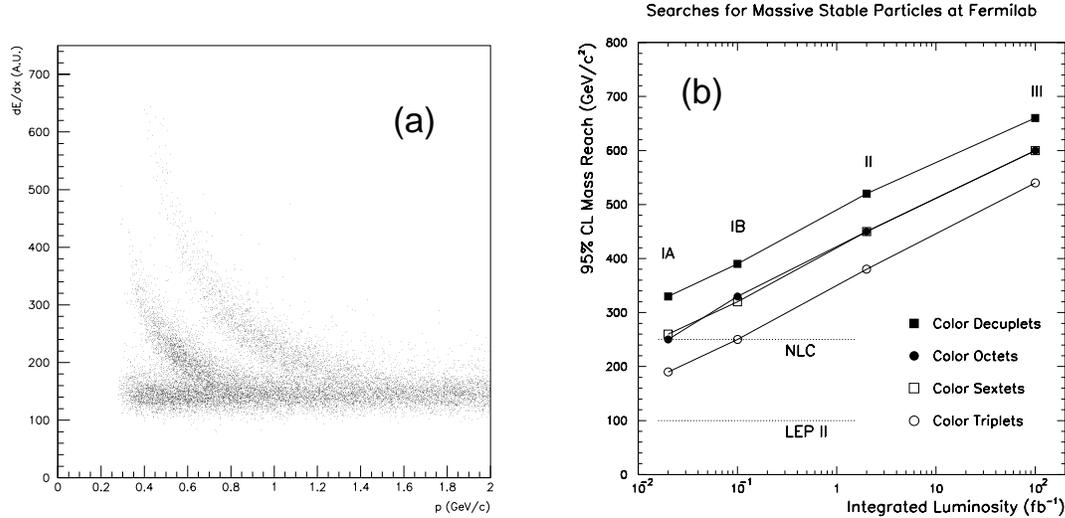 dE/dx (A.U.)
700
600
500
400
300
200
100
0
0
0.2
0.4
0.6
0.8
1
1.2
1.4
1.6
1.8
2
p (GeV/c)
(a)
Searches for Massive Stable Particles at Fermilab
95% CL Mass Reach (GeV/c²)
800
700
600
500
400
300
200
100
0
(b)
III
II
IB
IA
NLC
LEP II
Color Decuplets
Color Octets
Color Sextets
Color Triplets
10⁻²
10⁻¹
1
10
10²
Integrated Luminosity (fb⁻¹)